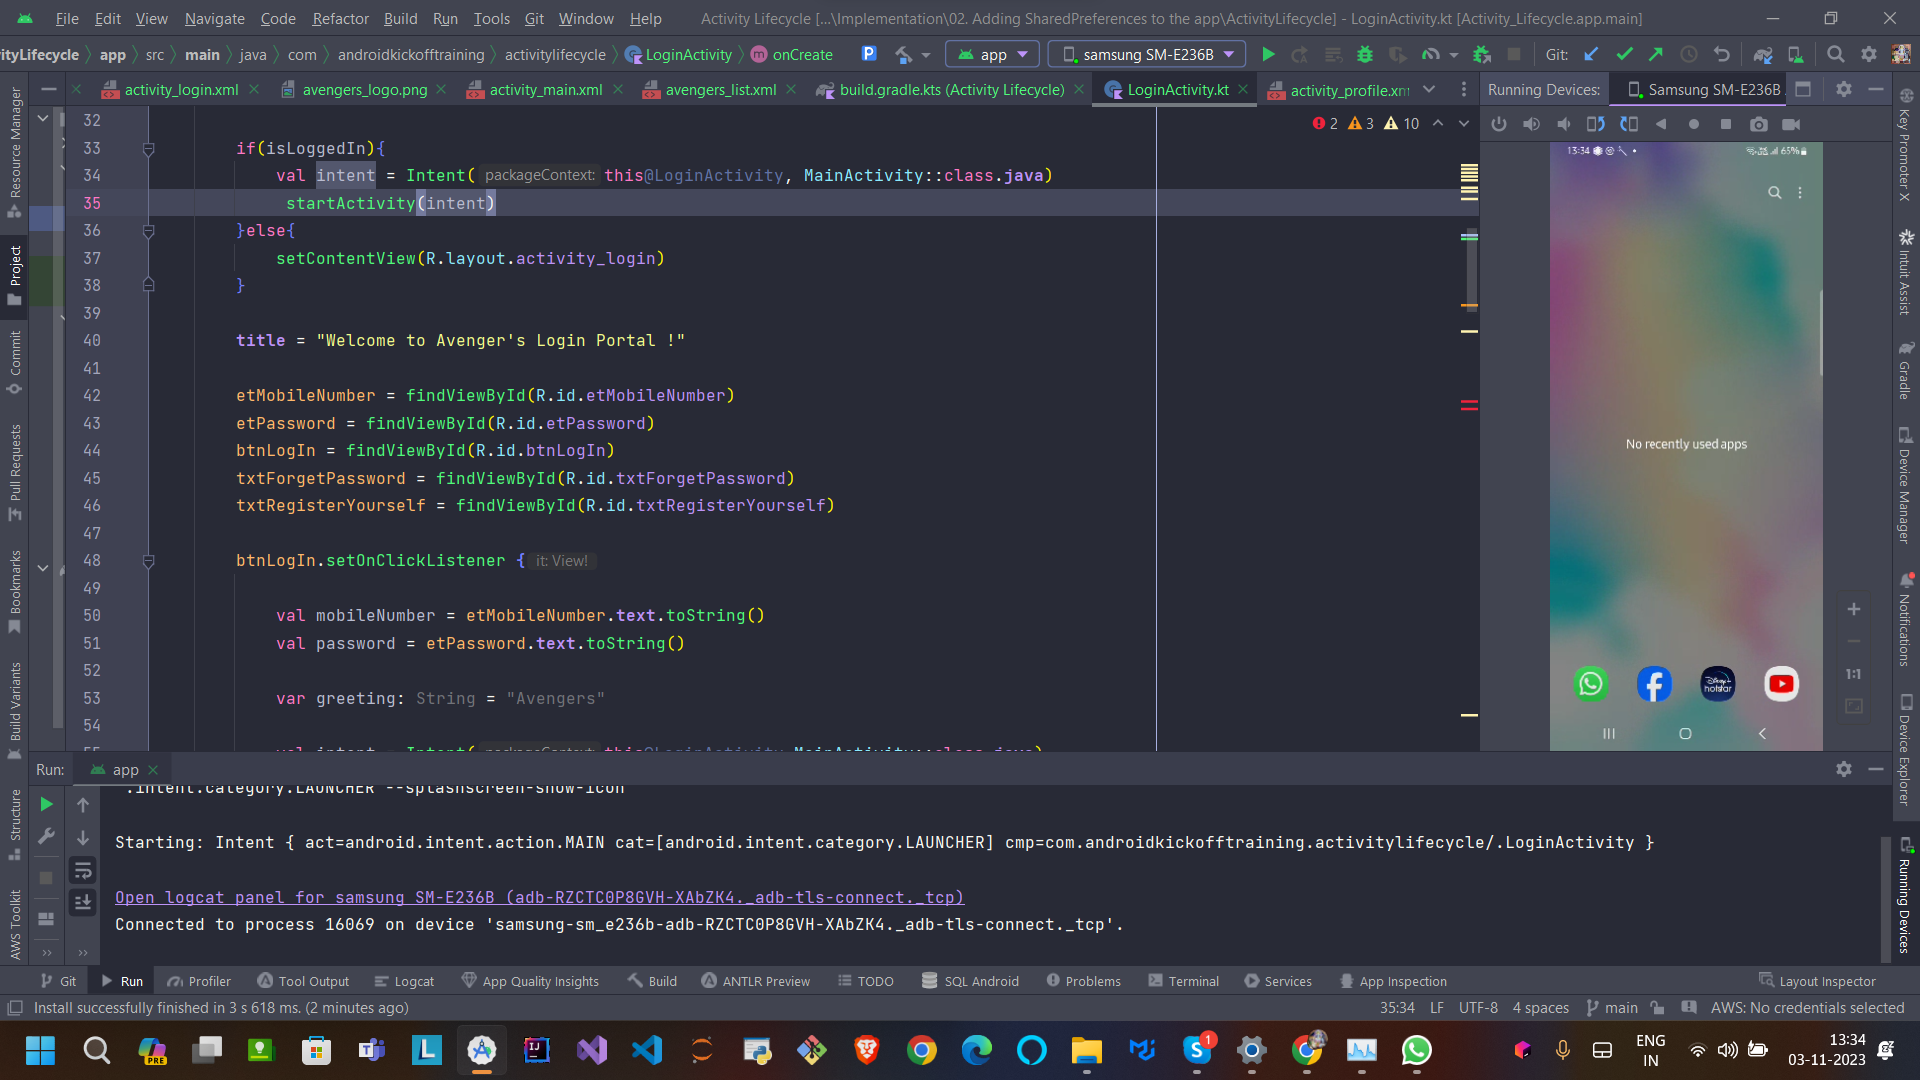 File Edit View Navigate Code Refactor Build Run Tools Git Window Help Activity Lifecycle [...\Implementation\02. Adding SharedPreferences to the app\ActivityLifecycle] - LoginActivity.kt [Activity_Lifecycle.app.main]
ityLifecycle app src main java com androidkickofftraining activitylifecycle LoginActivity m onCreate P app samsung SM-E236B Git:
activity_login.xml avengers_logo.png activity_main.xml avengers_list.xml build.gradle.kts (Activity Lifecycle) LoginActivity.kt activity_profile.xm Running Devices: Samsung SM-E236B
2 3 10
32
33 if(isLoggedIn){
34 val intent = Intent( packageContext: this@LoginActivity, MainActivity::class.java)
35 startActivity(intent)
36 }else{
37 setContentView(R.layout.activity_login)
38 }
39
40 title = "Welcome to Avenger's Login Portal !"
41
42 etMobileNumber = findViewById(R.id.etMobileNumber)
43 etPassword = findViewById(R.id.etPassword)
44 btnLogIn = findViewById(R.id.btnLogIn)
45 txtForgetPassword = findViewById(R.id.txtForgetPassword)
46 txtRegisterYourself = findViewById(R.id.txtRegisterYourself)
47
48 btnLogIn.setOnClickListener { it: View!
49
50 val mobileNumber = etMobileNumber.text.toString()
51 val password = etPassword.text.toString()
52
53 var greeting: String = "Avengers"
54
55 val intent = Intent( packageContext: this@LoginActivity, MainActivity::class.java)
Resource Manager
Project
Commit
Pull Requests
Bookmarks
Build Variants
Structure
AWS Toolkit
13:34 65%
No recently used apps
Disney+ hotstar
1:1
Key Promoter X
Intuit Assist
Gradle
Device Manager
Notifications
Device Explorer
Running Devices
Run: app
.intent.category.LAUNCHER --splashscreen-show-icon
Starting: Intent { act=android.intent.action.MAIN cat=[android.intent.category.LAUNCHER] cmp=com.androidkickofftraining.activitylifecycle/.LoginActivity }
Open logcat panel for samsung SM-E236B (adb-RZCTC0P8GVH-XAbZK4._adb-tls-connect._tcp)
Connected to process 16069 on device 'samsung-sm_e236b-adb-RZCTC0P8GVH-XAbZK4._adb-tls-connect._tcp'.
Git Run Profiler Tool Output Logcat App Quality Insights Build ANTLR Preview TODO SQL Android Problems Terminal Services App Inspection Layout Inspector
Install successfully finished in 3 s 618 ms. (2 minutes ago) 35:34 LF UTF-8 4 spaces main AWS: No credentials selected
PRE L 1 ENG 13:34
IN 03-11-2023